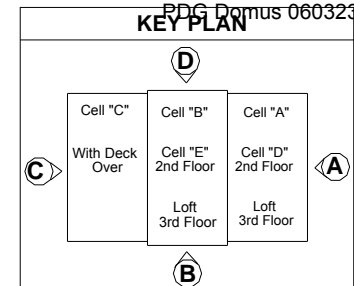 PDG Domus 060323
KEY PLAN
D
Cell "C"
With Deck
Over
Cell "B"
Cell "E"
2nd Floor
Loft
3rd Floor
Cell "A"
Cell "D"
2nd Floor
Loft
3rd Floor
C
A
B